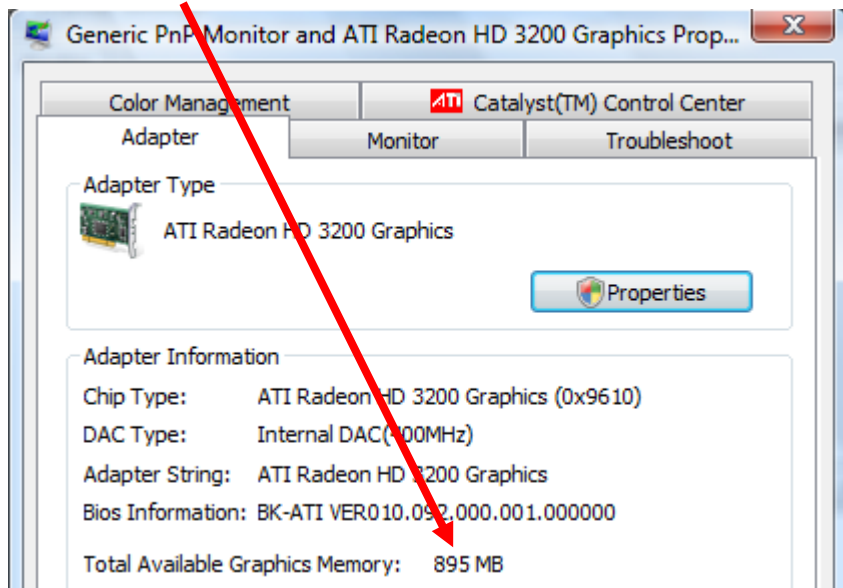 Generic PnP Monitor and ATI Radeon HD 3200 Graphics Prop...
Color Management
ATI Catalyst(TM) Control Center
Adapter
Monitor
Troubleshoot
Adapter Type
ATI Radeon HD 3200 Graphics
Properties
Adapter Information
Chip Type: ATI Radeon HD 3200 Graphics (0x9610)
DAC Type: Internal DAC(400MHz)
Adapter String: ATI Radeon HD 3200 Graphics
Bios Information: BK-ATI VER010.092.000.001.000000
Total Available Graphics Memory: 895 MB